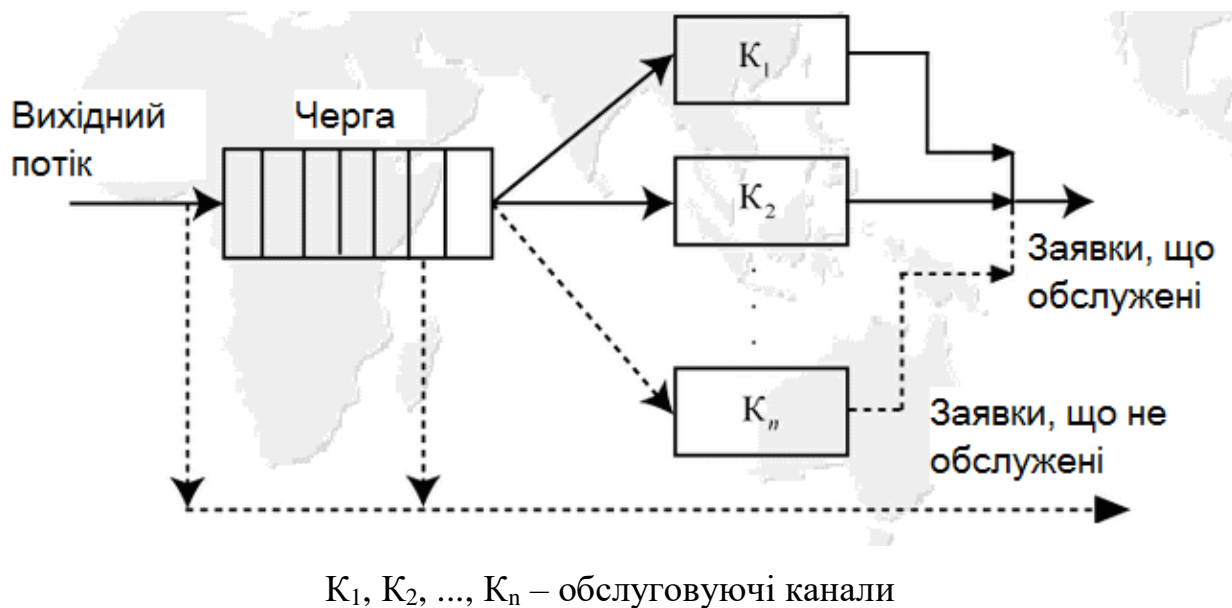 Вихідний
потік
Черга
К₁
К₂
Кₙ
Заявки, що
обслужені
Заявки, що не
обслужені
К₁, К₂, ..., Кₙ – обслуговуючі канали